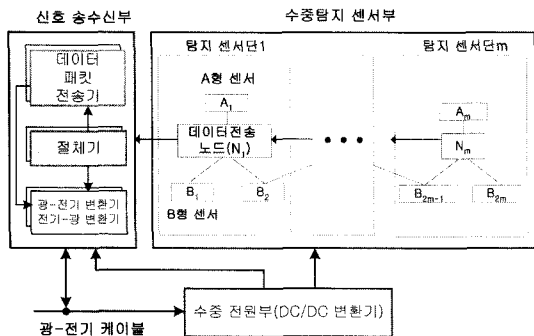 신호 송수신부
수중탐지 센서부
데이터
패킷
전송기
절체기
광-전기 변환기
전기-광 변환기
탐지 센서단1
A형 센서
A₁
데이터전송
노드(N₁)
B₁
B₂
B형 센서
•••
탐지 센서단m
Aₘ
Nₘ
B₂ₘ₋₁
B₂ₘ
광-전기 케이블
수중 전원부(DC/DC 변환기)